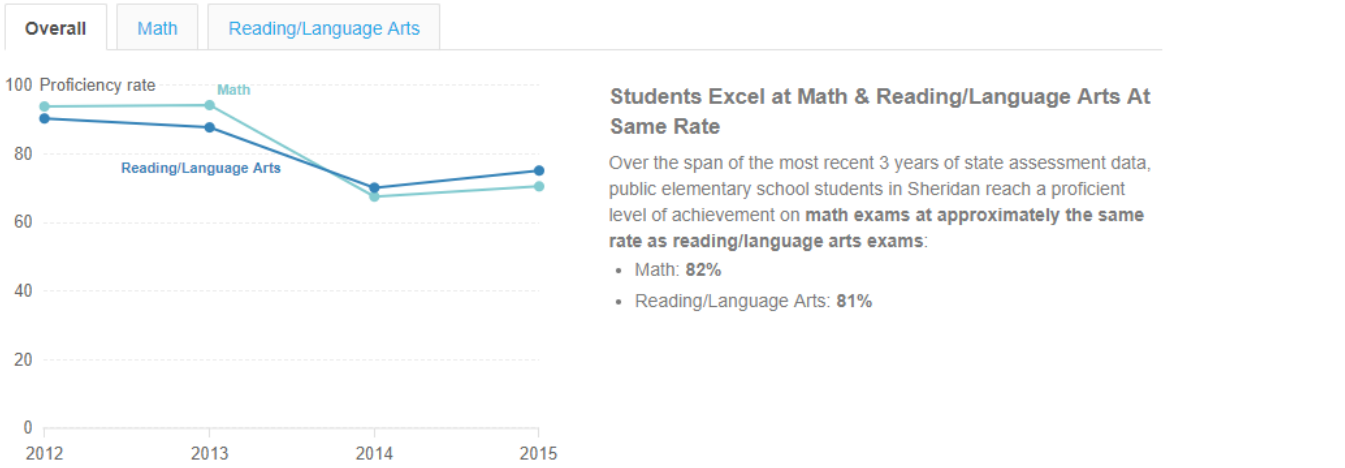 Overall
Math
Reading/Language Arts
100 Proficiency rate
Math
80
Reading/Language Arts
60
40
20
0
2012
2013
2014
2015
Students Excel at Math & Reading/Language Arts At
Same Rate
Over the span of the most recent 3 years of state assessment data,
public elementary school students in Sheridan reach a proficient
level of achievement on math exams at approximately the same
rate as reading/language arts exams:
• Math: 82%
• Reading/Language Arts: 81%